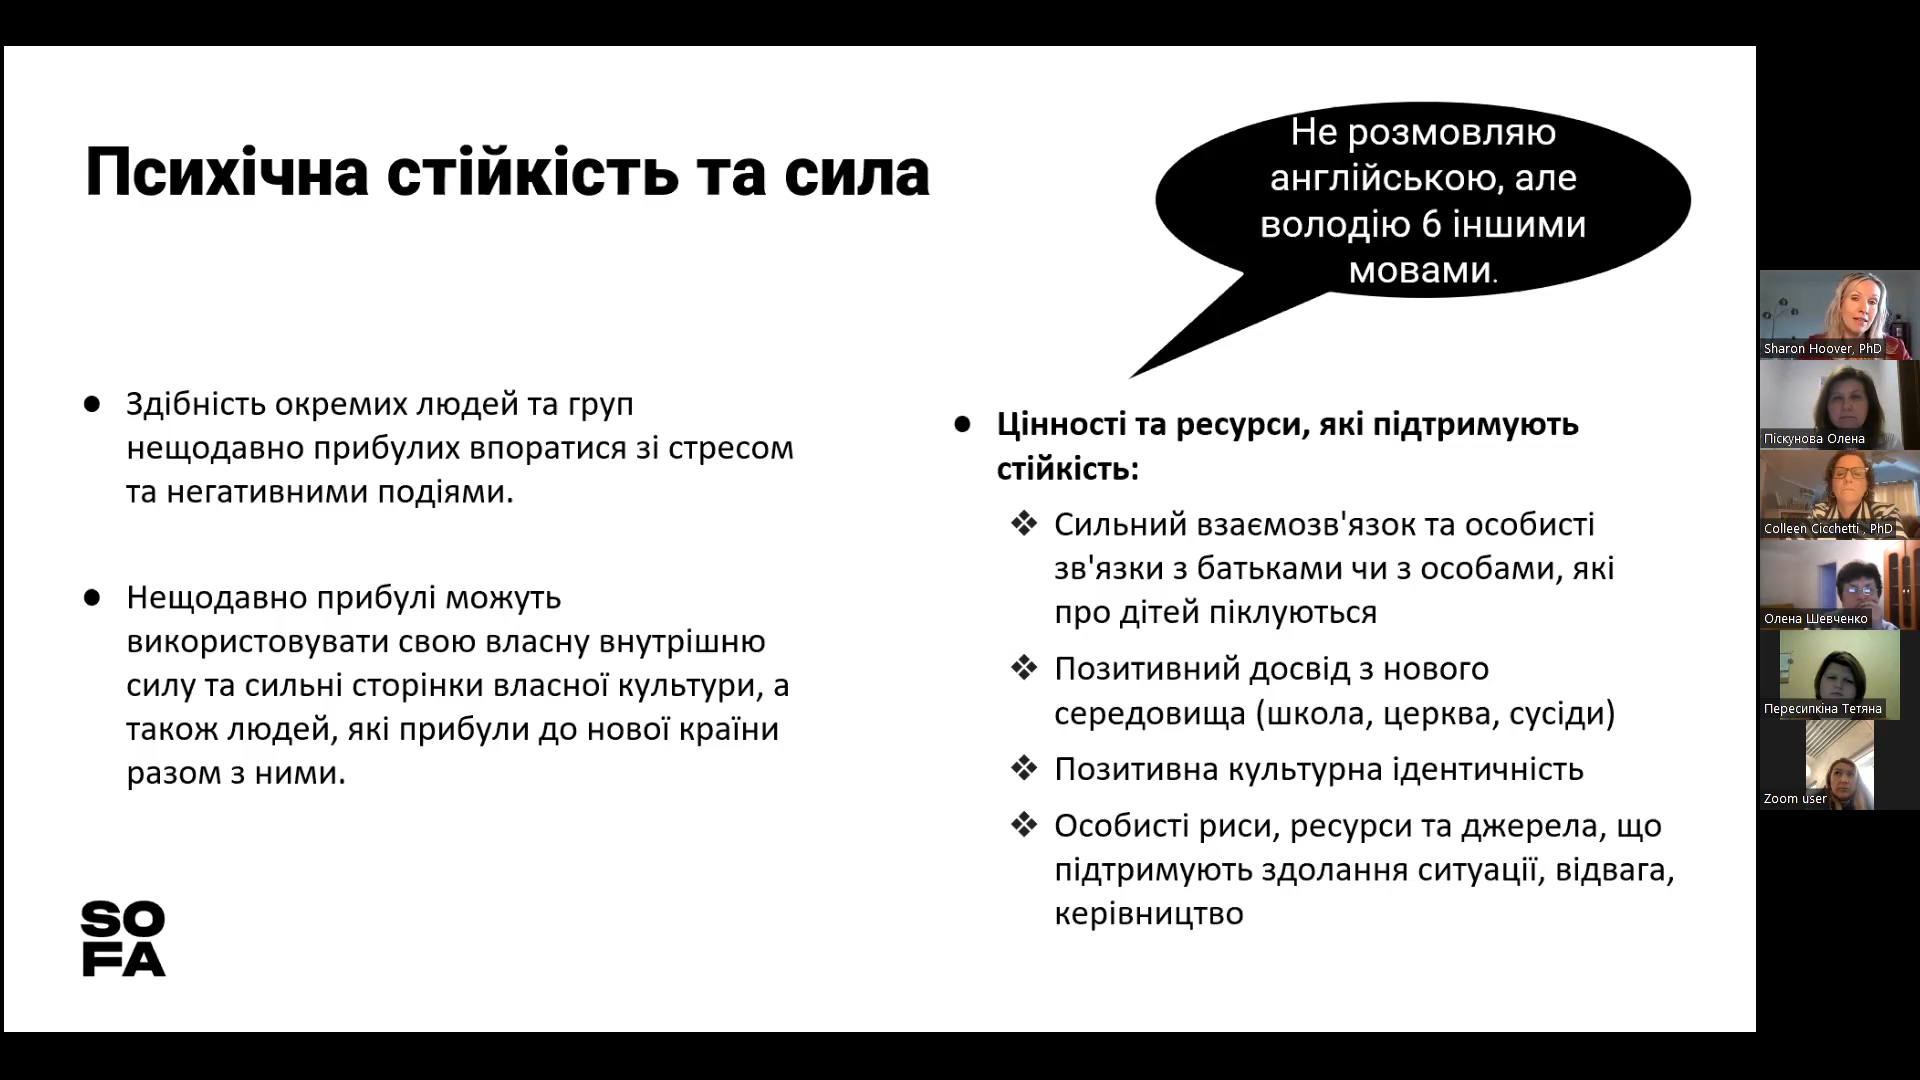 Психічна стійкість та сила
Не розмовляю
англійською, але
володію 6 іншими
мовами.
● Здібність окремих людей та груп
нещодавно прибулих впоратися зі стресом
та негативними подіями.
● Нещодавно прибулі можуть
використовувати свою власну внутрішню
силу та сильні сторінки власної культури, а
також людей, які прибули до нової країни
разом з ними.
● Цінності та ресурси, які підтримують
стійкість:
❖ Сильний взаємозв'язок та особисті
зв'язки з батьками чи з особами, які
про дітей піклуються
❖ Позитивний досвід з нового
середовища (школа, церква, сусіди)
❖ Позитивна культурна ідентичність
❖ Особисті риси, ресурси та джерела, що
підтримують здолання ситуації, відвага,
керівництво
SO
FA
Sharon Hoover, PhD
Піскунова Олена
Colleen Cicchetti , PhD
Олена Шевченко
Пересипкіна Тетяна
Zoom user